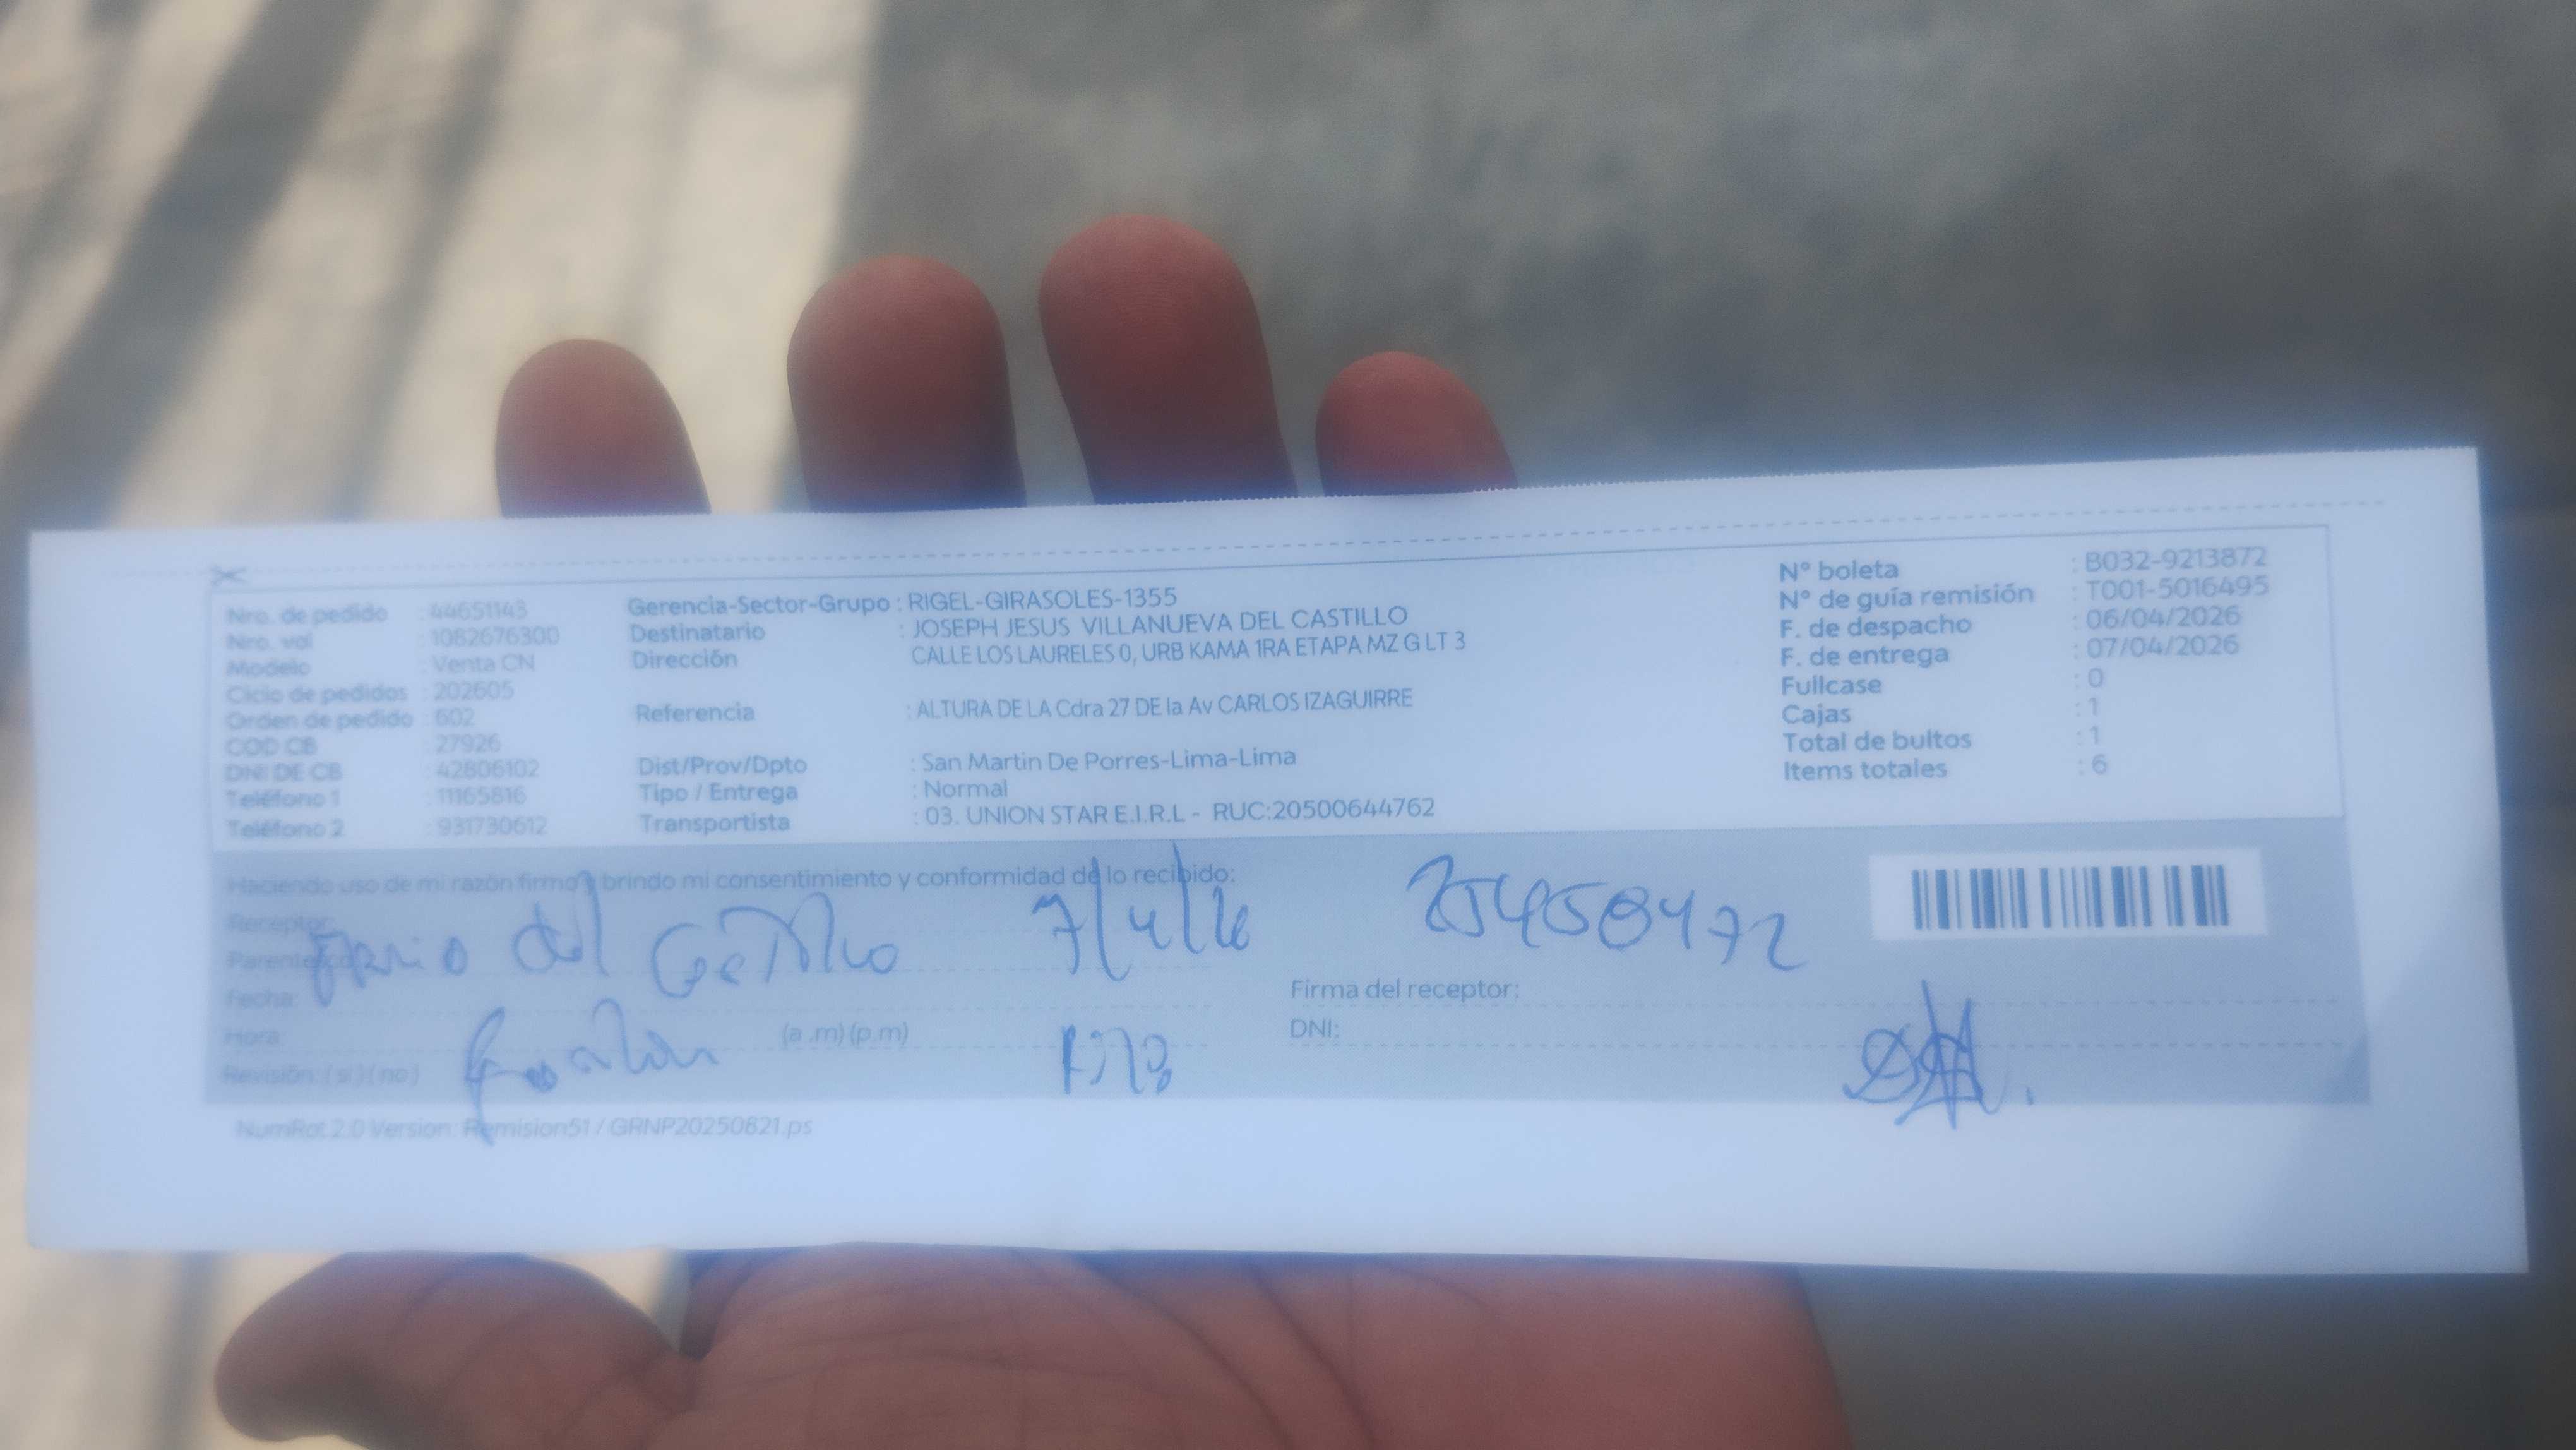 Nro. de pedido : 44651143
Nro. vol : 1082676300
Modelo : Venta CN
Ciclo de pedidos : 202605
Orden de pedido : 602
COD CB : 27926
DNI DE CB : 42806102
Teléfono 1 : 11165816
Teléfono 2 : 931730612
Gerencia-Sector-Grupo : RIGEL-GIRASOLES-1355
Destinatario : JOSEPH JESUS VILLANUEVA DEL CASTILLO
Dirección CALLE LOS LAURELES 0, URB KAMA 1RA ETAPA MZ G LT 3
Referencia : ALTURA DE LA Cdra 27 DE la Av CARLOS IZAGUIRRE
Dist/Prov/Dpto : San Martin De Porres-Lima-Lima
Tipo / Entrega : Normal
Transportista : 03. UNION STAR E.I.R.L - RUC:20500644762
N° boleta : B032-9213872
N° de guía remisión : T001-5016495
F. de despacho : 06/04/2026
F. de entrega : 07/04/2026
Fullcase : 0
Cajas : 1
Total de bultos : 1
Items totales : 6
Haciendo uso de mi razón firmo y brindo mi consentimiento y conformidad de lo recibido:
Receptor:
Parentesco:
del Castillo 7/4/26
Fecha:
Hora: (a.m) (p.m)
Revisión: (si) (no)
Firma del receptor:
DNI:
NumRot 2.0 Version: Remision51 / GRNP20250821.ps